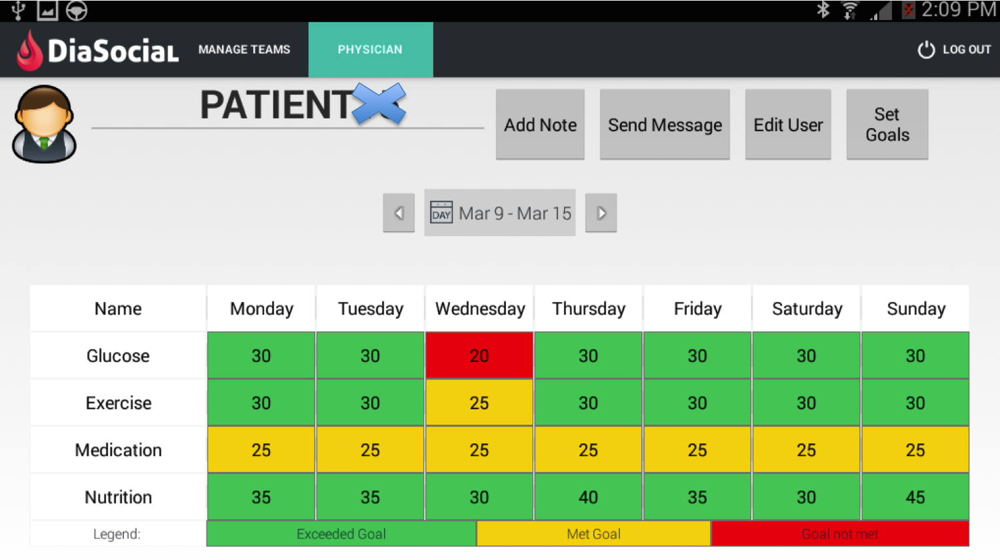 2:09 PM
DiaSocial MANAGE TEAMS PHYSICIAN LOG OUT
PATIENT
Add Note Send Message Edit User Set Goals
DAY Mar 9 - Mar 15
Name Monday Tuesday Wednesday Thursday Friday Saturday Sunday
Glucose 30 30 20 30 30 30 30
Exercise 30 30 25 30 30 30 30
Medication 25 25 25 25 25 25 25
Nutrition 35 35 30 40 35 30 45
Legend: Exceeded Goal Met Goal Goal not met